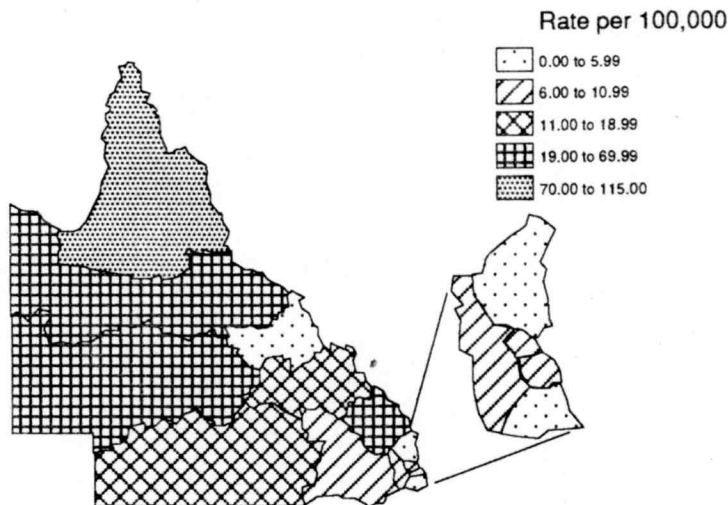 Rate per 100,000
0.00 to 5.99
6.00 to 10.99
11.00 to 18.99
19.00 to 69.99
70.00 to 115.00